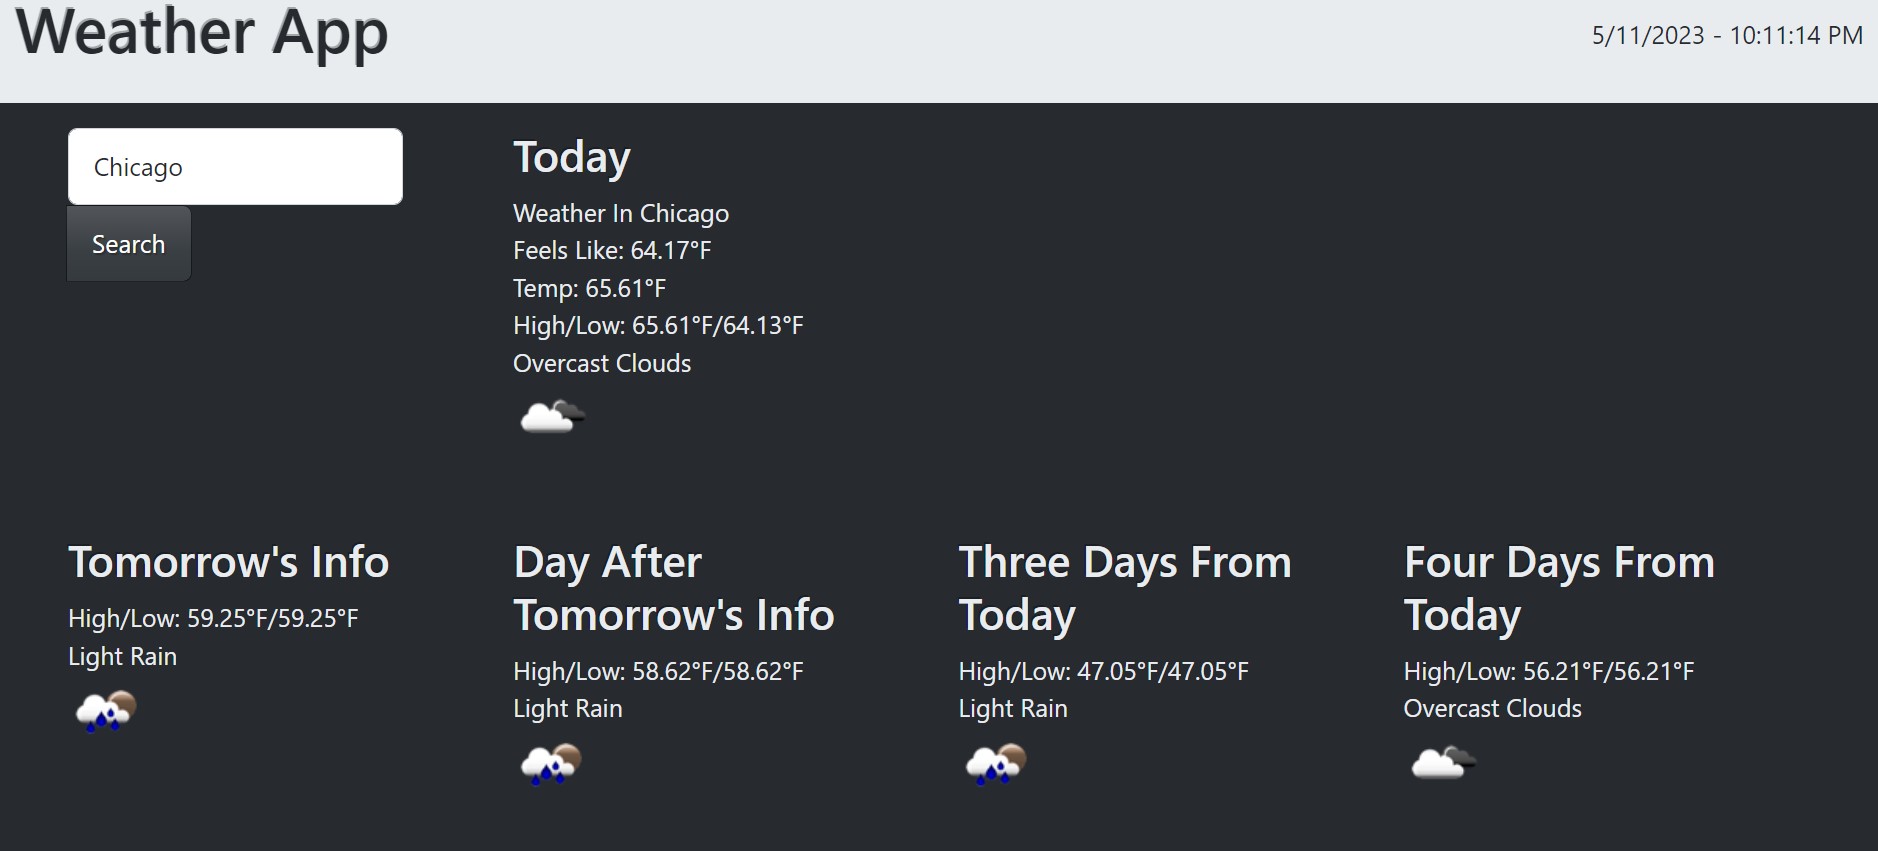 Weather App
5/11/2023 - 10:11:14 PM
Chicago
Search
Today
Weather In Chicago
Feels Like: 64.17°F
Temp: 65.61°F
High/Low: 65.61°F/64.13°F
Overcast Clouds
Tomorrow's Info
High/Low: 59.25°F/59.25°F
Light Rain
Day After
Tomorrow's Info
High/Low: 58.62°F/58.62°F
Light Rain
Three Days From
Today
High/Low: 47.05°F/47.05°F
Light Rain
Four Days From
Today
High/Low: 56.21°F/56.21°F
Overcast Clouds